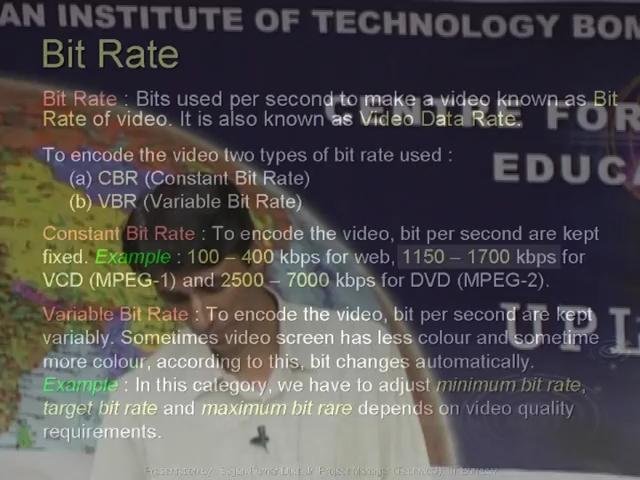 AN INSTITUTE OF TECHNOLOGY BOM
Bit Rate
Bit Rate : Bits used per second to make a video known as Bit
Rate of video. It is also known as Video Data Rate.
CENTRE FOR
EDUCA
To encode the video two types of bit rate used :
(a) CBR (Constant Bit Rate)
(b) VBR (Variable Bit Rate)
Constant Bit Rate : To encode the video, bit per second are kept
fixed. Example : 100 – 400 kbps for web, 1150 – 1700 kbps for
VCD (MPEG-1) and 2500 – 7000 kbps for DVD (MPEG-2).
UPL
Variable Bit Rate : To encode the video, bit per second are kept
variably. Sometimes video screen has less colour and sometime
more colour, according to this, bit changes automatically.
Example : In this category, we have to adjust minimum bit rate,
target bit rate and maximum bit rare depends on video quality
requirements.